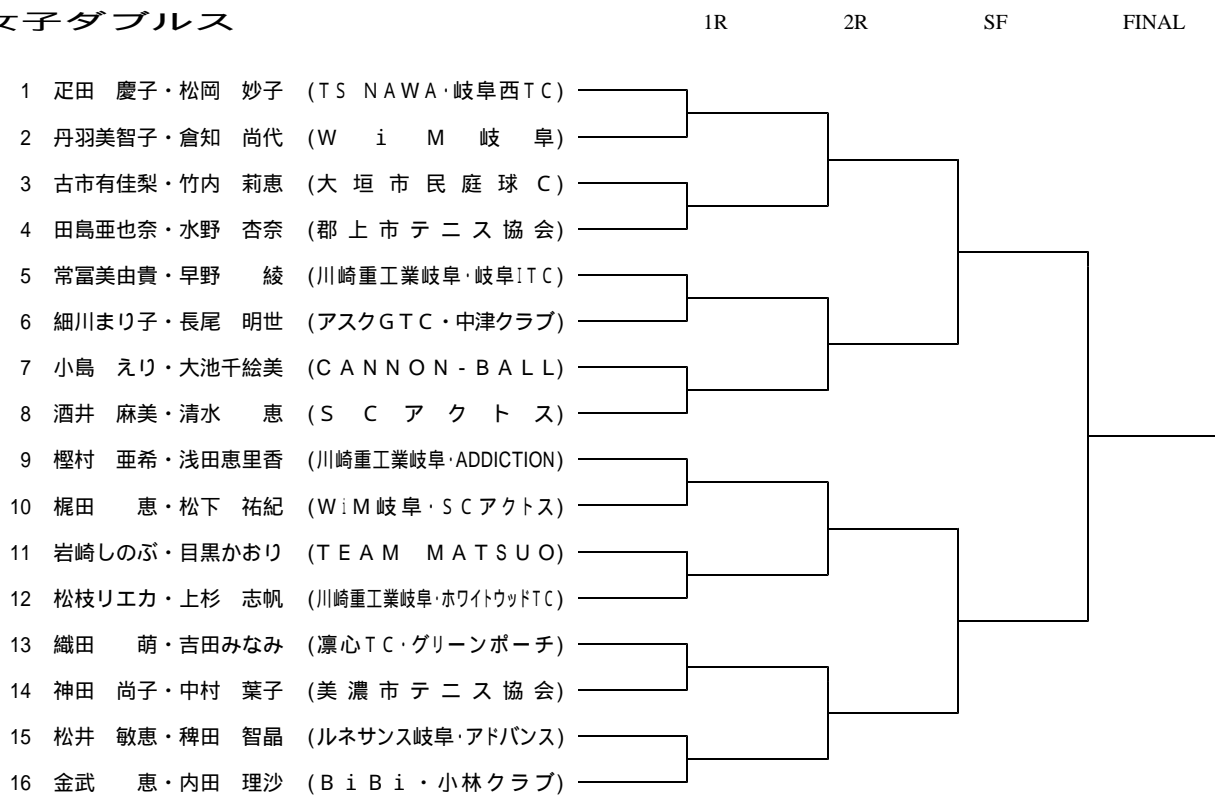 女子ダブルス 1R 2R SF FINAL
1 疋田 慶子・松岡 妙子 (TS NAWA・岐阜西TC)
2 丹羽美智子・倉知 尚代 (WiM岐阜)
3 古市有佳梨・竹内 莉恵 (大垣市民庭球C)
4 田島亜也奈・水野 杏奈 (郡上市テニス協会)
5 常冨美由貴・早野 綾 (川崎重工業岐阜・岐阜ITC)
6 細川まり子・長尾 明世 (アスクGTC・中津クラブ)
7 小島 えり・大池千絵美 (CANNON-BALL)
8 酒井 麻美・清水 恵 (SCアクトス)
9 樫村 亜希・浅田恵里香 (川崎重工業岐阜・ADDICTION)
10 梶田 恵・松下 祐紀 (WiM岐阜・SCアクトス)
11 岩崎しのぶ・目黒かおり (TEAM MATSUO)
12 松枝リエカ・上杉 志帆 (川崎重工業岐阜・ホワイトウッドTC)
13 織田 萌・吉田みなみ (凛心TC・グリーンポーチ)
14 神田 尚子・中村 葉子 (美濃市テニス協会)
15 松井 敏恵・稗田 智晶 (ルネサンス岐阜・アドバンス)
16 金武 恵・内田 理沙 (BiBi・小林クラブ)